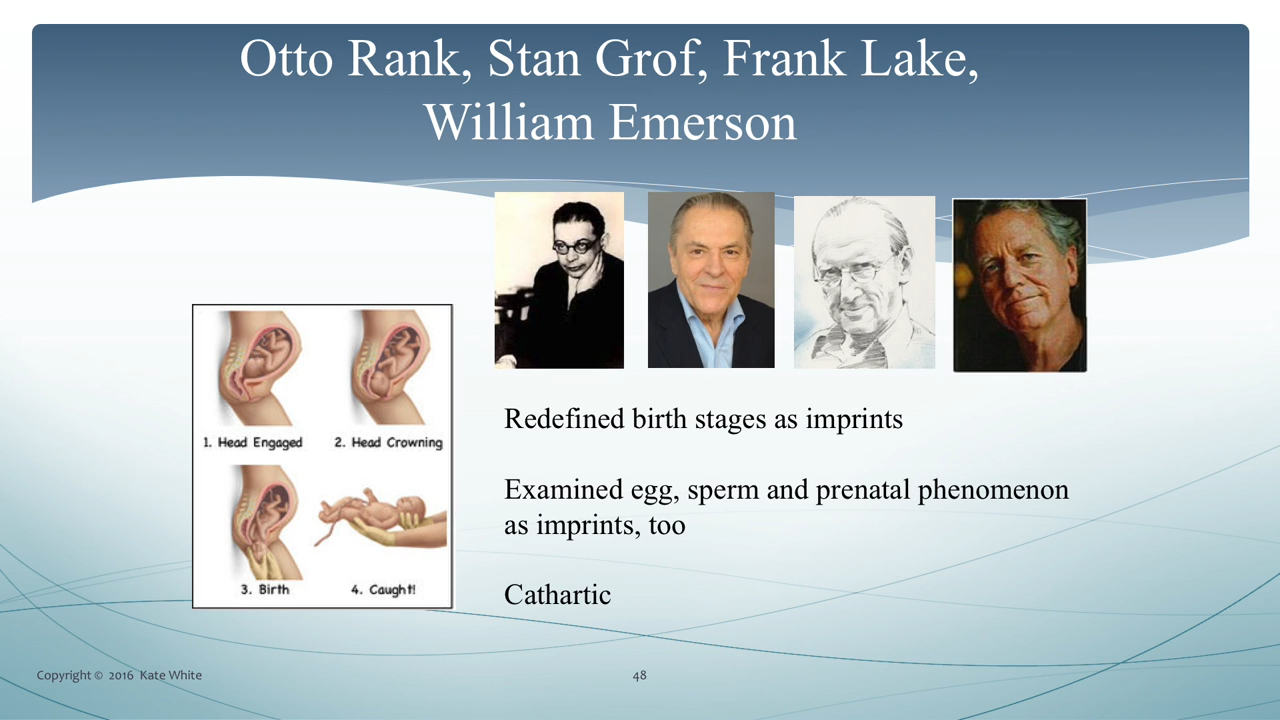 Otto Rank, Stan Grof, Frank Lake,
William Emerson
1. Head Engaged
2. Head Crowning
3. Birth
4. Caught!
Redefined birth stages as imprints
Examined egg, sperm and prenatal phenomenon
as imprints, too
Cathartic
Copyright © 2016 Kate White
48